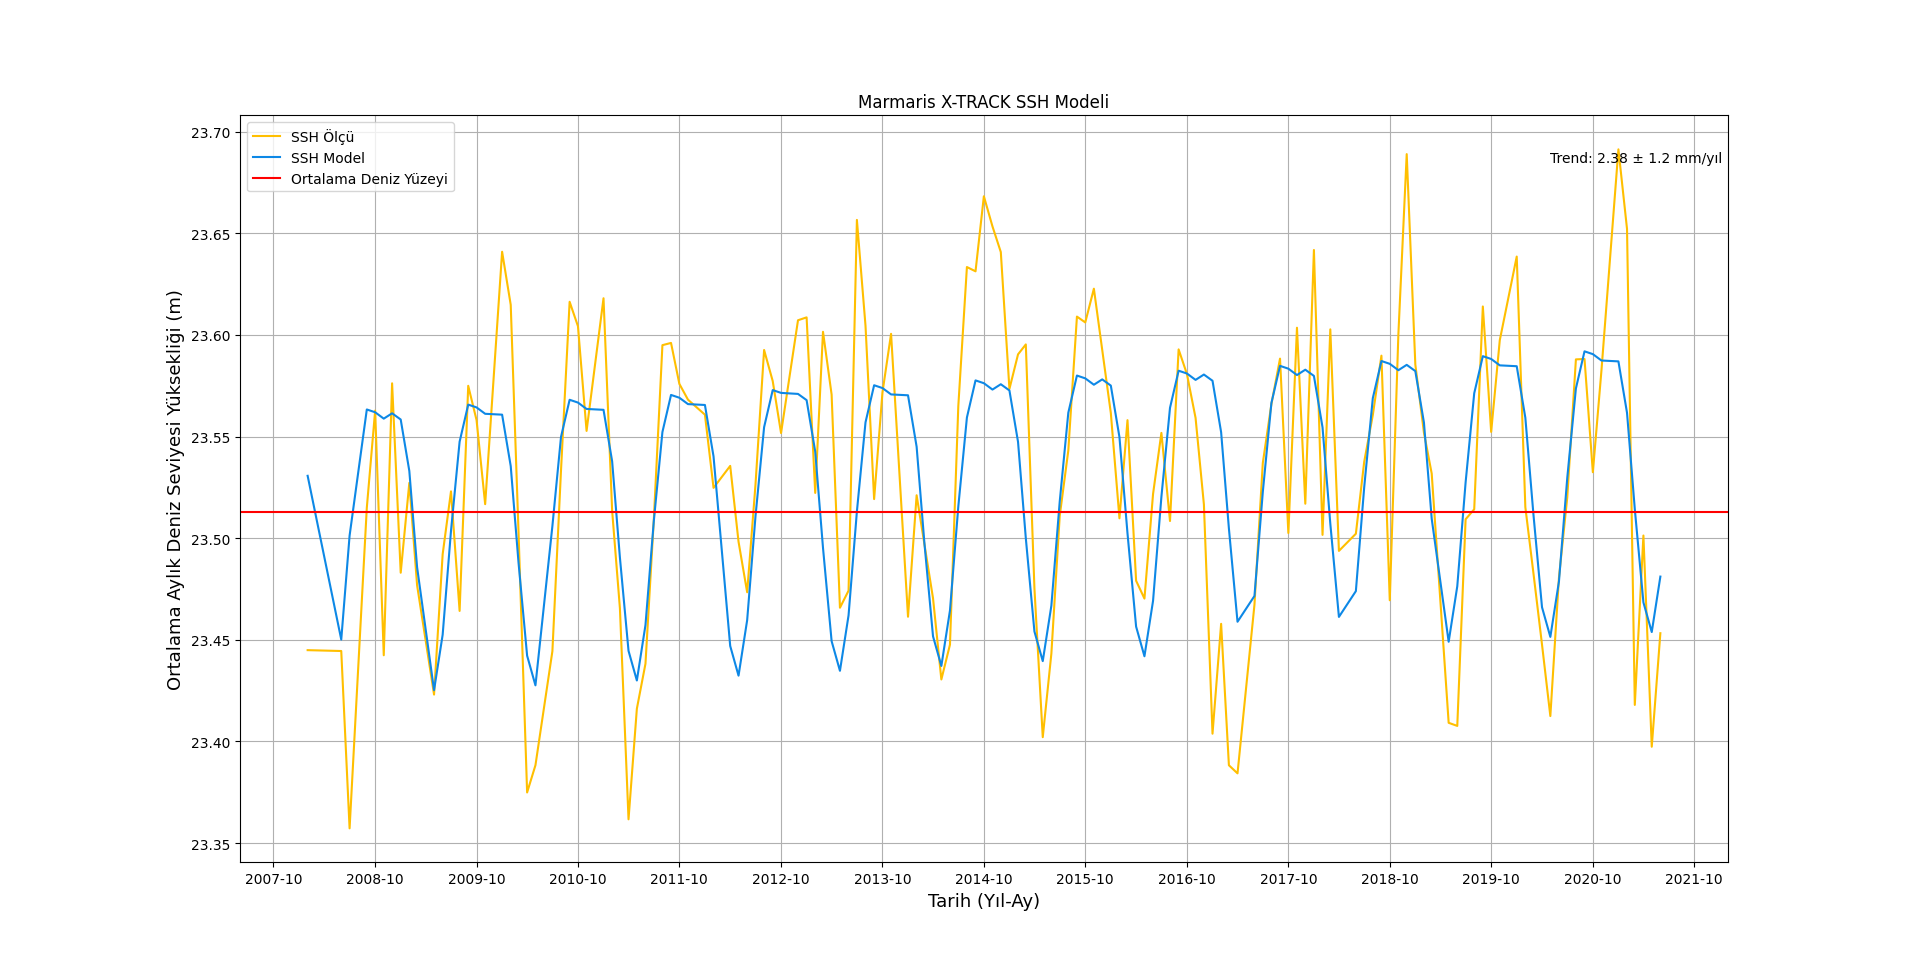 Marmaris X-TRACK SSH Modeli
SSH Ölçü
SSH Model
Ortalama Deniz Yüzeyi
Trend: 2.38 ± 1.2 mm/yıl
Ortalama Aylık Deniz Seviyesi Yüksekliği (m)
23.70
23.65
23.60
23.55
23.50
23.45
23.40
23.35
2007-10 2008-10 2009-10 2010-10 2011-10 2012-10 2013-10 2014-10 2015-10 2016-10 2017-10 2018-10 2019-10 2020-10 2021-10
Tarih (Yıl-Ay)